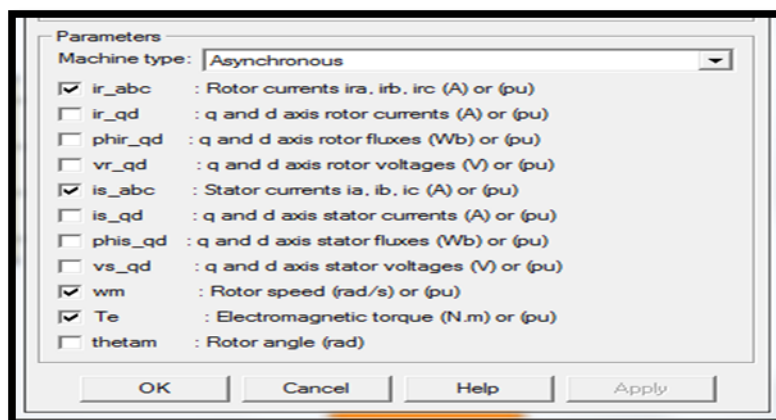 Parameters
Machine type: Asynchronous
ir_abc : Rotor currents ira, irb, irc (A) or (pu)
ir_qd : q and d axis rotor currents (A) or (pu)
phir_qd : q and d axis rotor fluxes (Wb) or (pu)
vr_qd : q and d axis rotor voltages (V) or (pu)
is_abc : Stator currents ia, ib, ic (A) or (pu)
is_qd : q and d axis stator currents (A) or (pu)
phis_qd : q and d axis stator fluxes (Wb) or (pu)
vs_qd : q and d axis stator voltages (V) or (pu)
wm : Rotor speed (rad/s) or (pu)
Te : Electromagnetic torque (N.m) or (pu)
thetam : Rotor angle (rad)
OK Cancel Help Apply